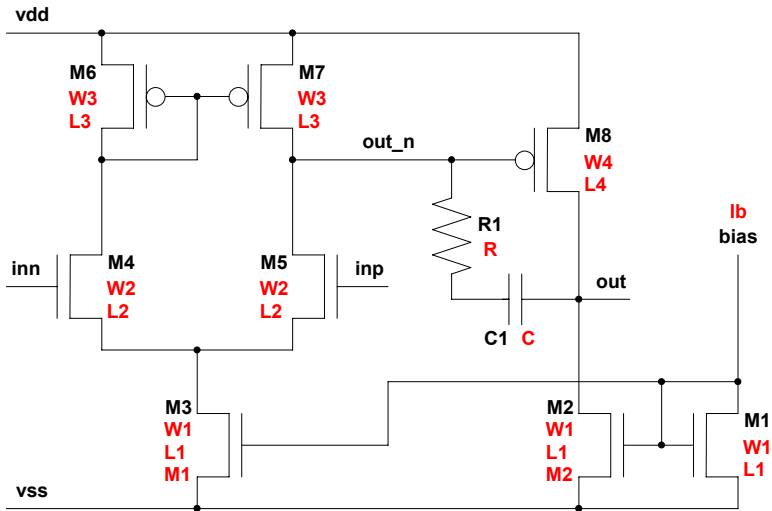 vdd
M6
W3
L3
M7
W3
L3
out_n
M8
W4
L4
Ib
bias
inn
M4
W2
L2
M5
W2
L2
inp
R1
R
out
C1 C
M3
W1
L1
M1
M2
W1
L1
M2
M1
W1
L1
vss